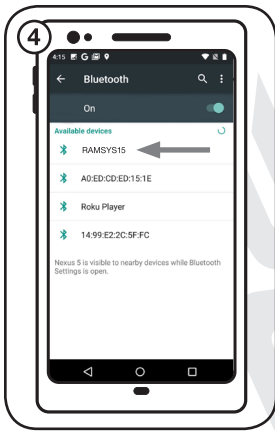 4
4:15
Bluetooth
On
Available devices
RAMSYS15
A0:ED:CD:ED:15:1E
Roku Player
14:99:E2:2C:5F:FC
Nexus 5 is visible to nearby devices while Bluetooth
Settings is open.